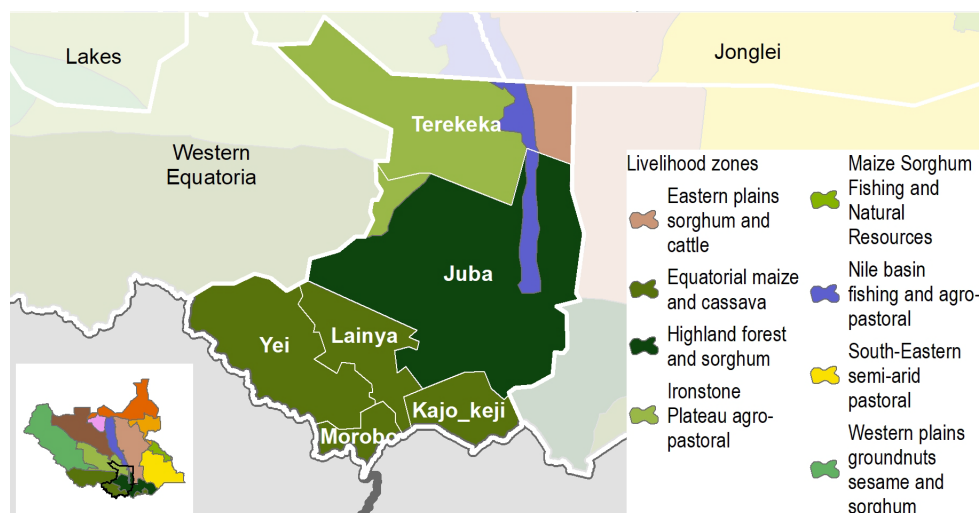 Lakes
Jonglei
Terekeka
Western
Equatoria
Juba
Lainya
Yei
Kajo_keji
Morobo
Livelihood zones
Eastern plains
sorghum and
cattle
Equatorial maize
and cassava
Highland forest
and sorghum
Ironstone
Plateau agro-
pastoral
Maize Sorghum
Fishing and
Natural
Resources
Nile basin
fishing and agro-
pastoral
South-Eastern
semi-arid
pastoral
Western plains
groundnuts
sesame and
sorghum